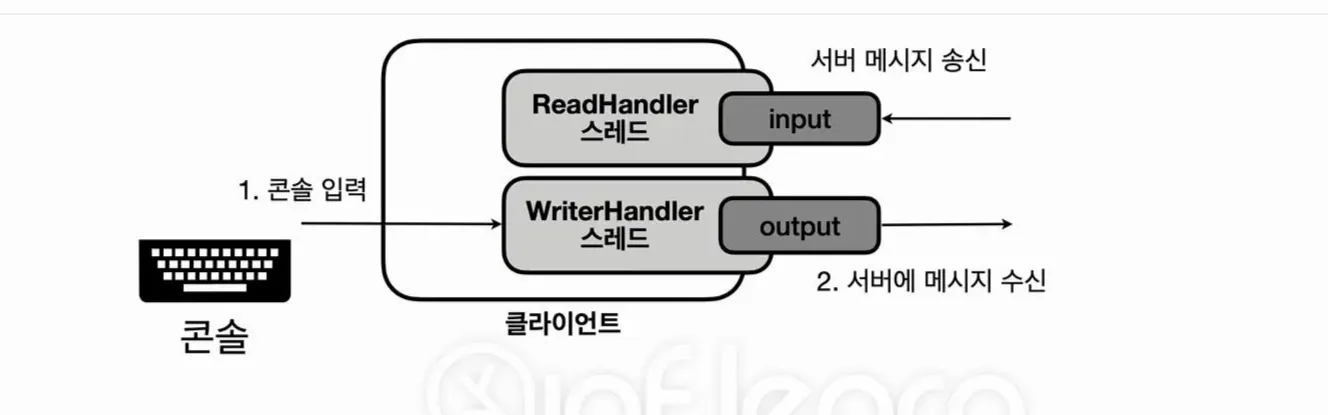 서버 메시지 송신
ReadHandler
스레드
input
1. 콘솔 입력
WriterHandler
스레드
output
2. 서버에 메시지 수신
클라이언트
콘솔